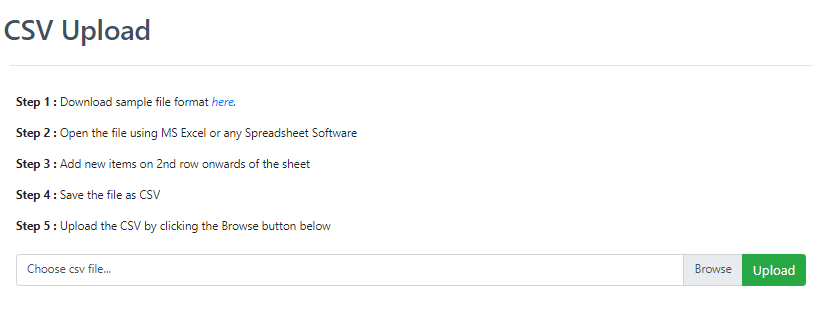 CSV Upload
Step 1 : Download sample file format here.
Step 2 : Open the file using MS Excel or any Spreadsheet Software
Step 3 : Add new items on 2nd row onwards of the sheet
Step 4 : Save the file as CSV
Step 5 : Upload the CSV by clicking the Browse button below
Choose csv file... Browse Upload